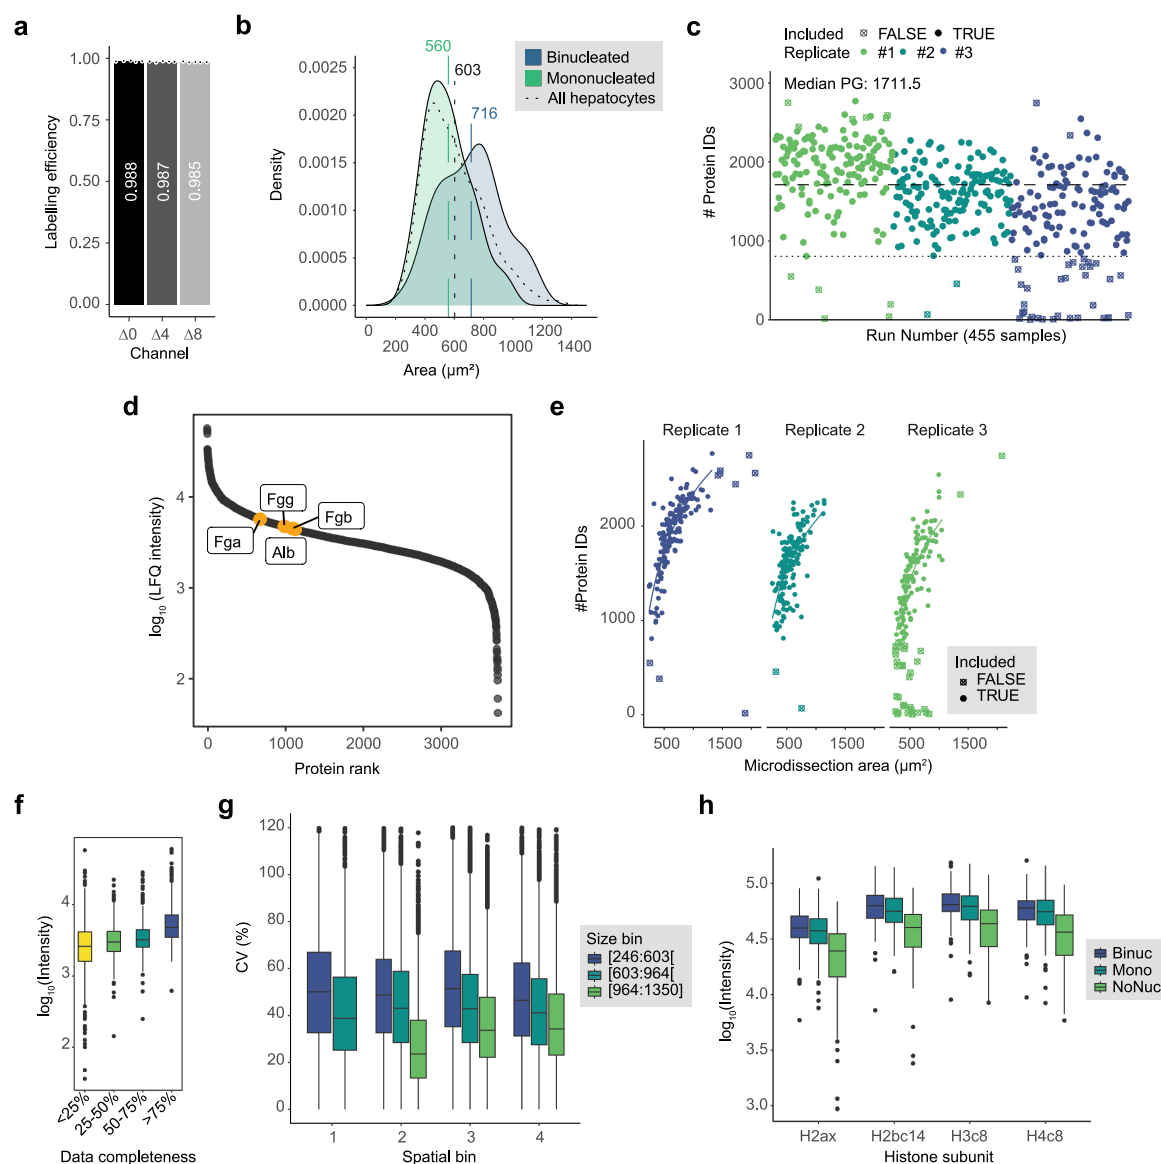 a
1.00
0.75
0.50
0.25
0.00
Labelling efficiency
0.988
0.987
0.985
Δ0 Δ4 Δ8
Channel
b
560
603
716
Binucleated
Mononucleated
All hepatocytes
0.0025
0.0020
0.0015
0.0010
0.0005
0.0000
Density
0 400 800 1200
200 600 1000 1400
Area (µm²)
c
Included FALSE TRUE
Replicate #1 #2 #3
Median PG: 1711.5
3000
2000
1000
0
# Protein IDs
Run Number (455 samples)
d
4
3
2
log₁₀ (LFQ intensity)
Fga
Fgg
Fgb
Alb
0 1000 2000 3000
Protein rank
e
Replicate 1 Replicate 2 Replicate 3
2000
1000
0
#Protein IDs
Included
FALSE
TRUE
500 1500 500 1500 500 1500
Microdissection area (µm²)
f
4
3
2
log₁₀(Intensity)
<25% 25-50% 50-75% >75%
Data completeness
g
120
100
80
60
40
20
0
CV (%)
1 2 3 4
Spatial bin
Size bin
[246:603[
[603:964[
[964:1350]
h
5.0
4.5
4.0
3.5
3.0
log₁₀(Intensity)
H2ax H2bc14 H3c8 H4c8
Histone subunit
Binuc
Mono
NoNuc